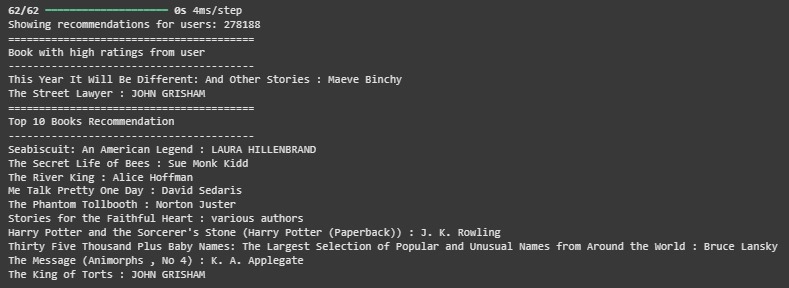 62/62 ━━━━━━━━━━━━━━━━━━━━ 0s 4ms/step
Showing recommendations for users: 278188
========================================
Book with high ratings from user
----------------------------------------
This Year It Will Be Different: And Other Stories : Maeve Binchy
The Street Lawyer : JOHN GRISHAM
========================================
Top 10 Books Recommendation
----------------------------------------
Seabiscuit: An American Legend : LAURA HILLENBRAND
The Secret Life of Bees : Sue Monk Kidd
The River King : Alice Hoffman
Me Talk Pretty One Day : David Sedaris
The Phantom Tollbooth : Norton Juster
Stories for the Faithful Heart : various authors
Harry Potter and the Sorcerer's Stone (Harry Potter (Paperback)) : J. K. Rowling
Thirty Five Thousand Plus Baby Names: The Largest Selection of Popular and Unusual Names from Around the World : Bruce Lansky
The Message (Animorphs , No 4) : K. A. Applegate
The King of Torts : JOHN GRISHAM